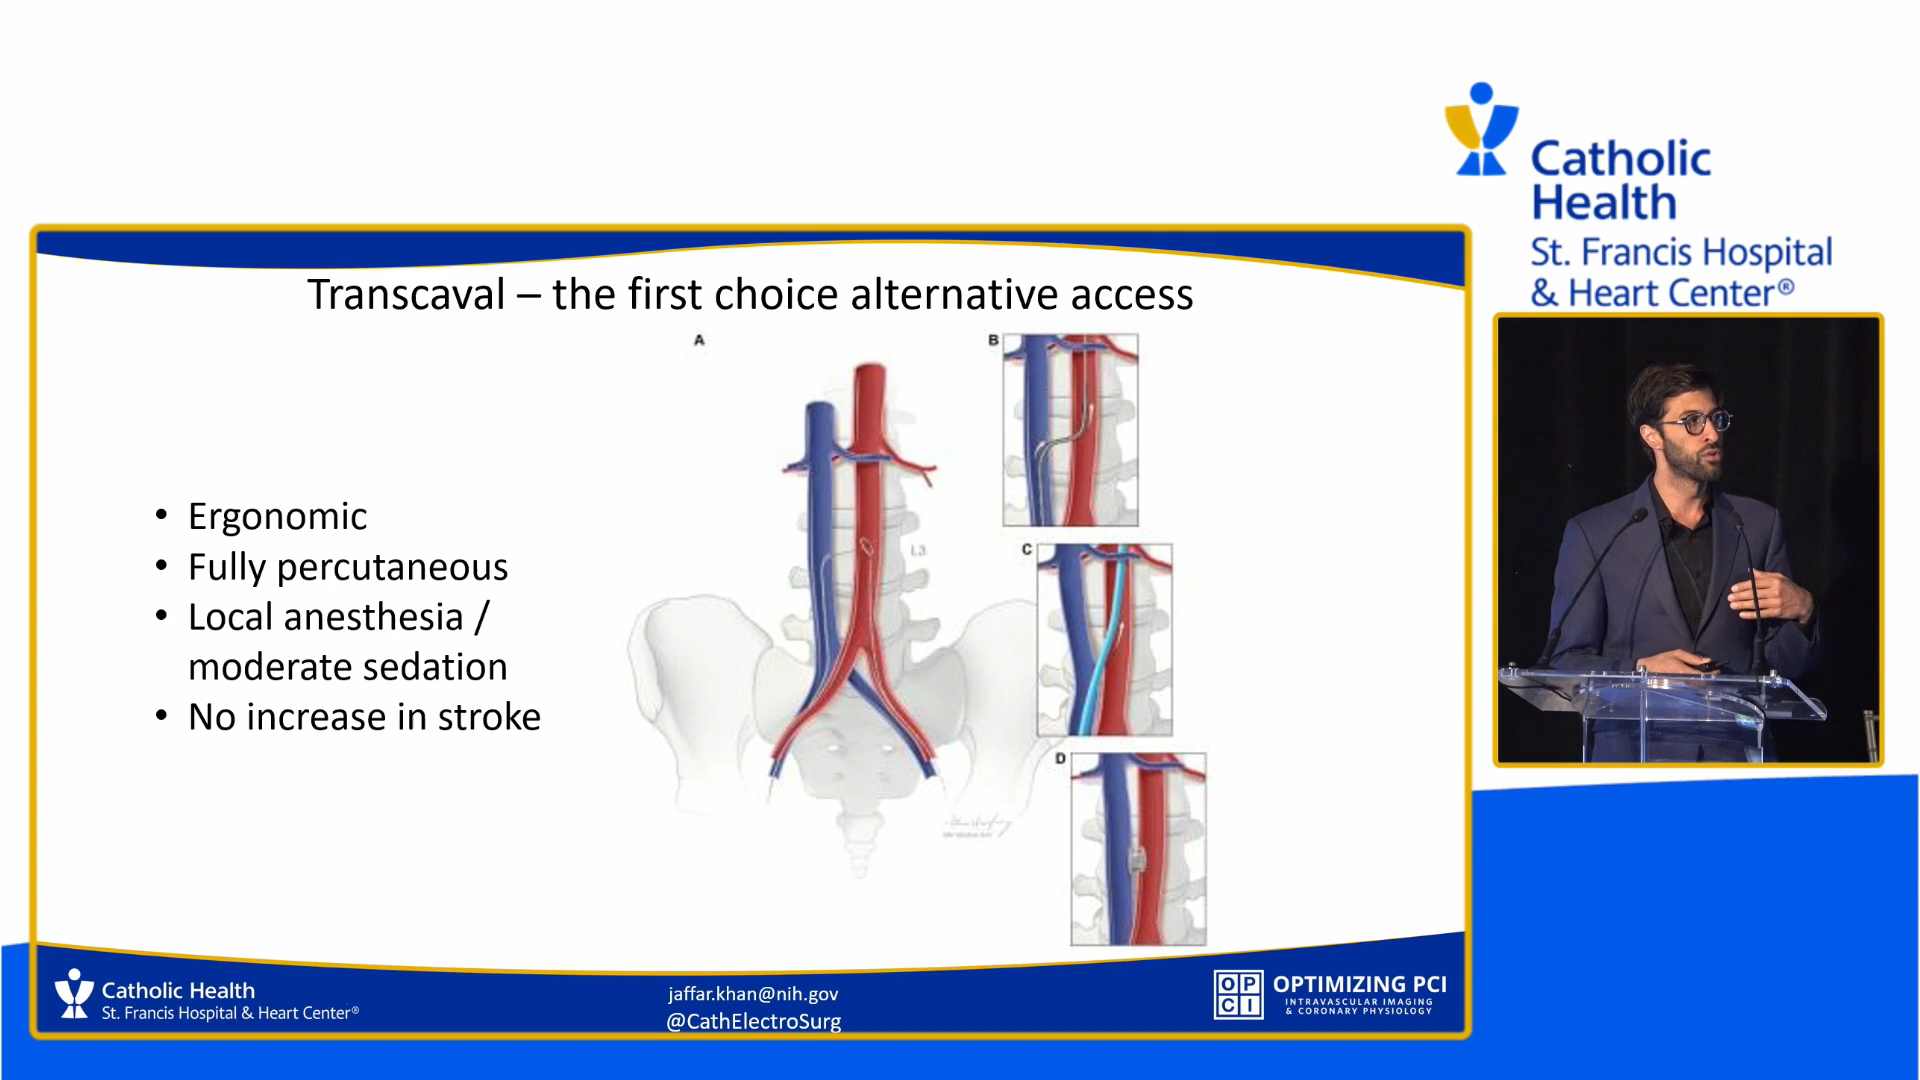 Catholic
Health
St. Francis Hospital
& Heart Center®
Transcaval – the first choice alternative access
A
B
L3
C
D
• Ergonomic
• Fully percutaneous
• Local anesthesia /
moderate sedation
• No increase in stroke
Catholic Health
St. Francis Hospital & Heart Center®
jaffar.khan@nih.gov
@CathElectroSurg
OP
CI
OPTIMIZING PCI
INTRAVASCULAR IMAGING
& CORONARY PHYSIOLOGY